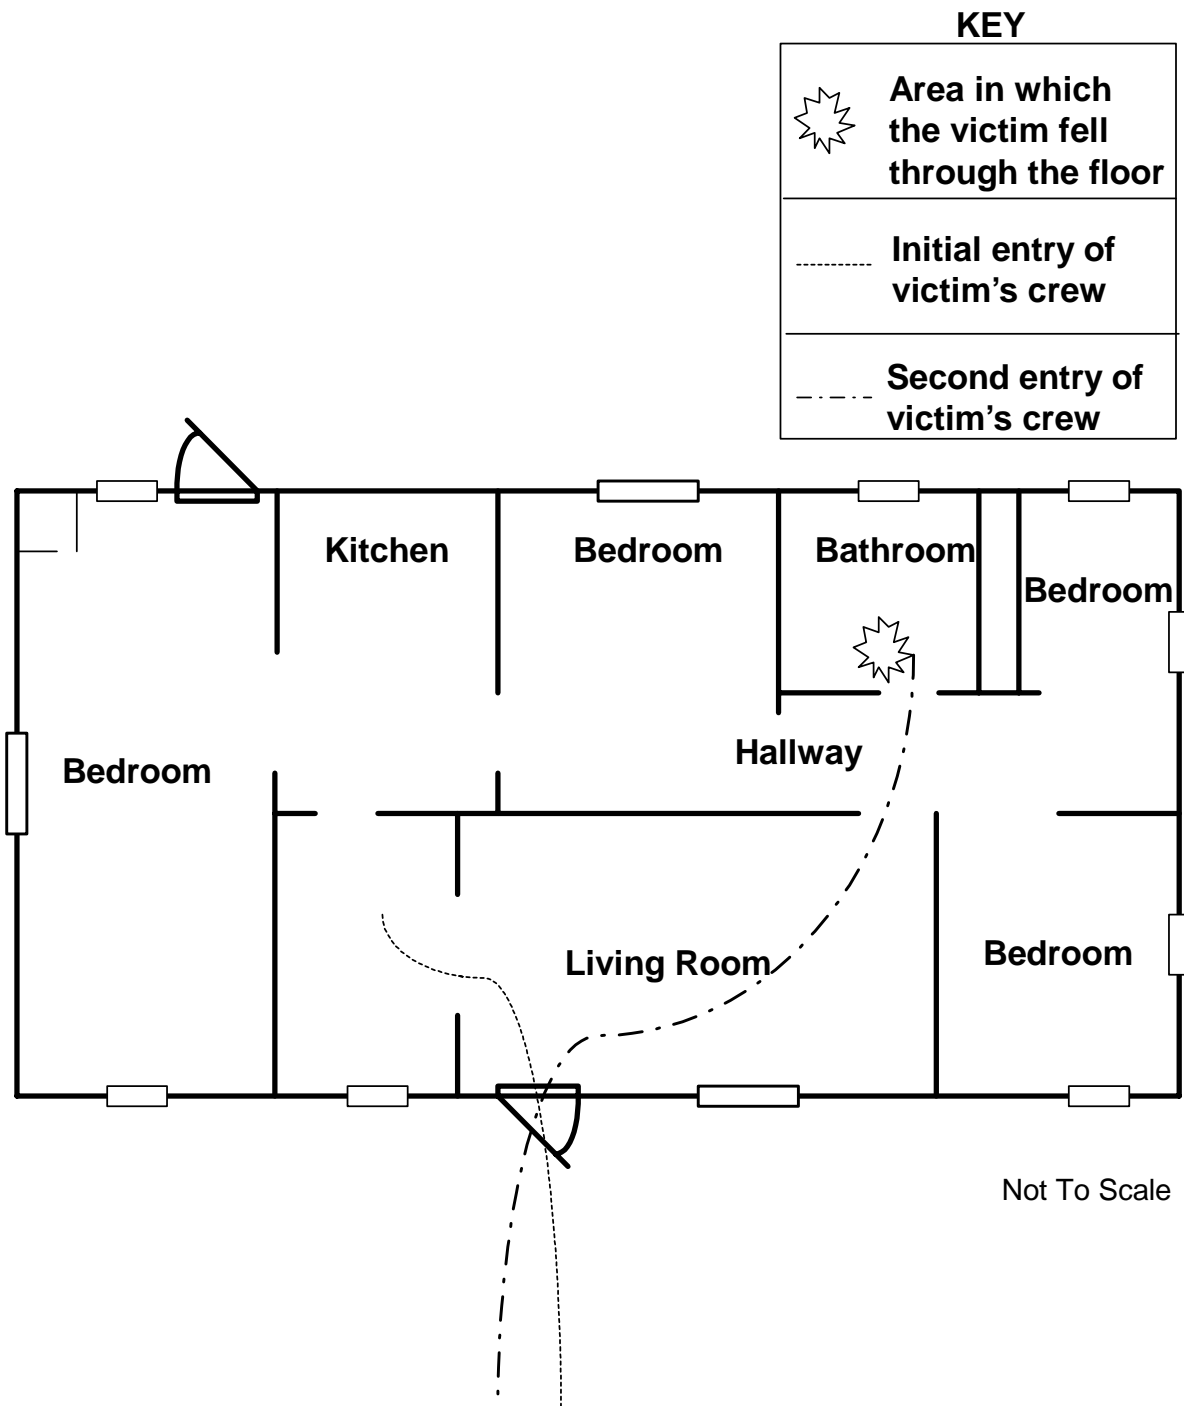 KEY
Area in which
the victim fell
through the floor
Initial entry of
victim’s crew
Second entry of
victim’s crew
Kitchen
Bedroom
Bathroom
Bedroom
Hallway
Bedroom
Living Room
Bedroom
Not To Scale